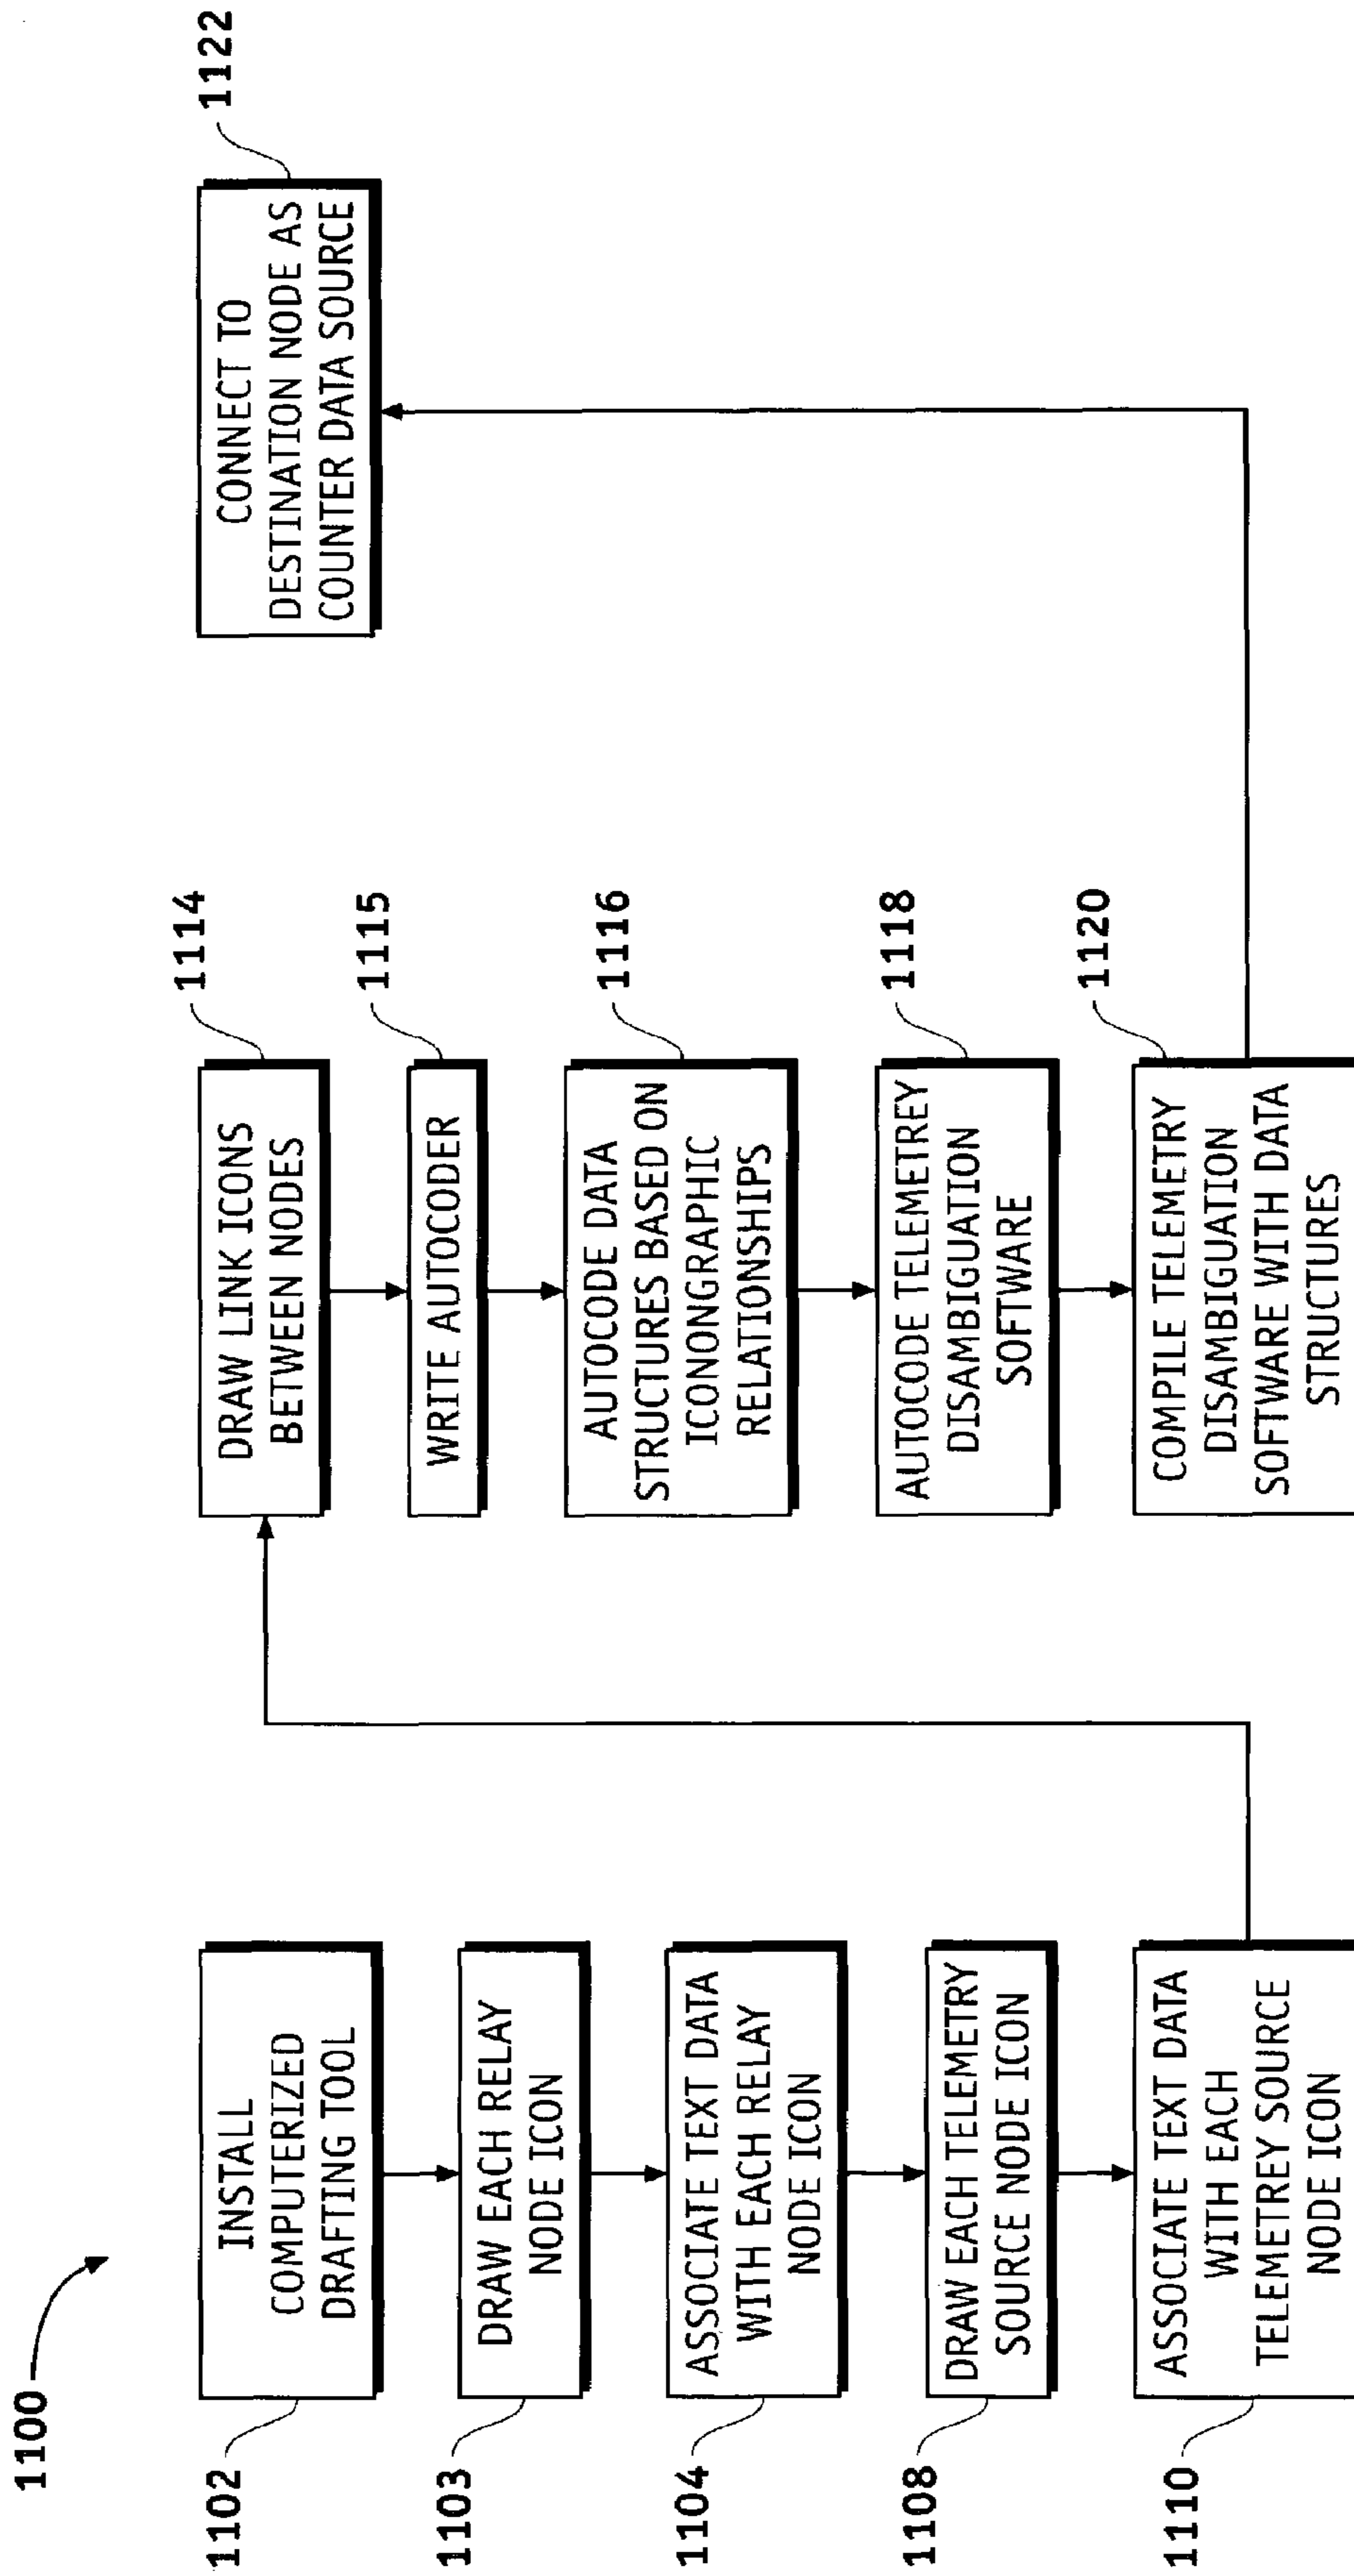 1100
1102
INSTALL
COMPUTERIZED
DRAFTING TOOL
1103
DRAW EACH RELAY
NODE ICON
1104
ASSOCIATE TEXT DATA
WITH EACH RELAY
NODE ICON
1108
DRAW EACH TELEMETRY
SOURCE NODE ICON
1110
ASSOCIATE TEXT DATA
WITH EACH
TELEMETREY SOURCE
NODE ICON
1114
DRAW LINK ICONS
BETWEEN NODES
1115
WRITE AUTOCODER
1116
AUTOCODE DATA
STRUCTURES BASED ON
ICONONGRAPHIC
RELATIONSHIPS
1118
AUTOCODE TELEMETREY
DISAMBIGUATION
SOFTWARE
1120
COMPILE TELEMETRY
DISAMBIGUATION
SOFTWARE WITH DATA
STRUCTURES
1122
CONNECT TO
DESTINATION NODE AS
COUNTER DATA SOURCE